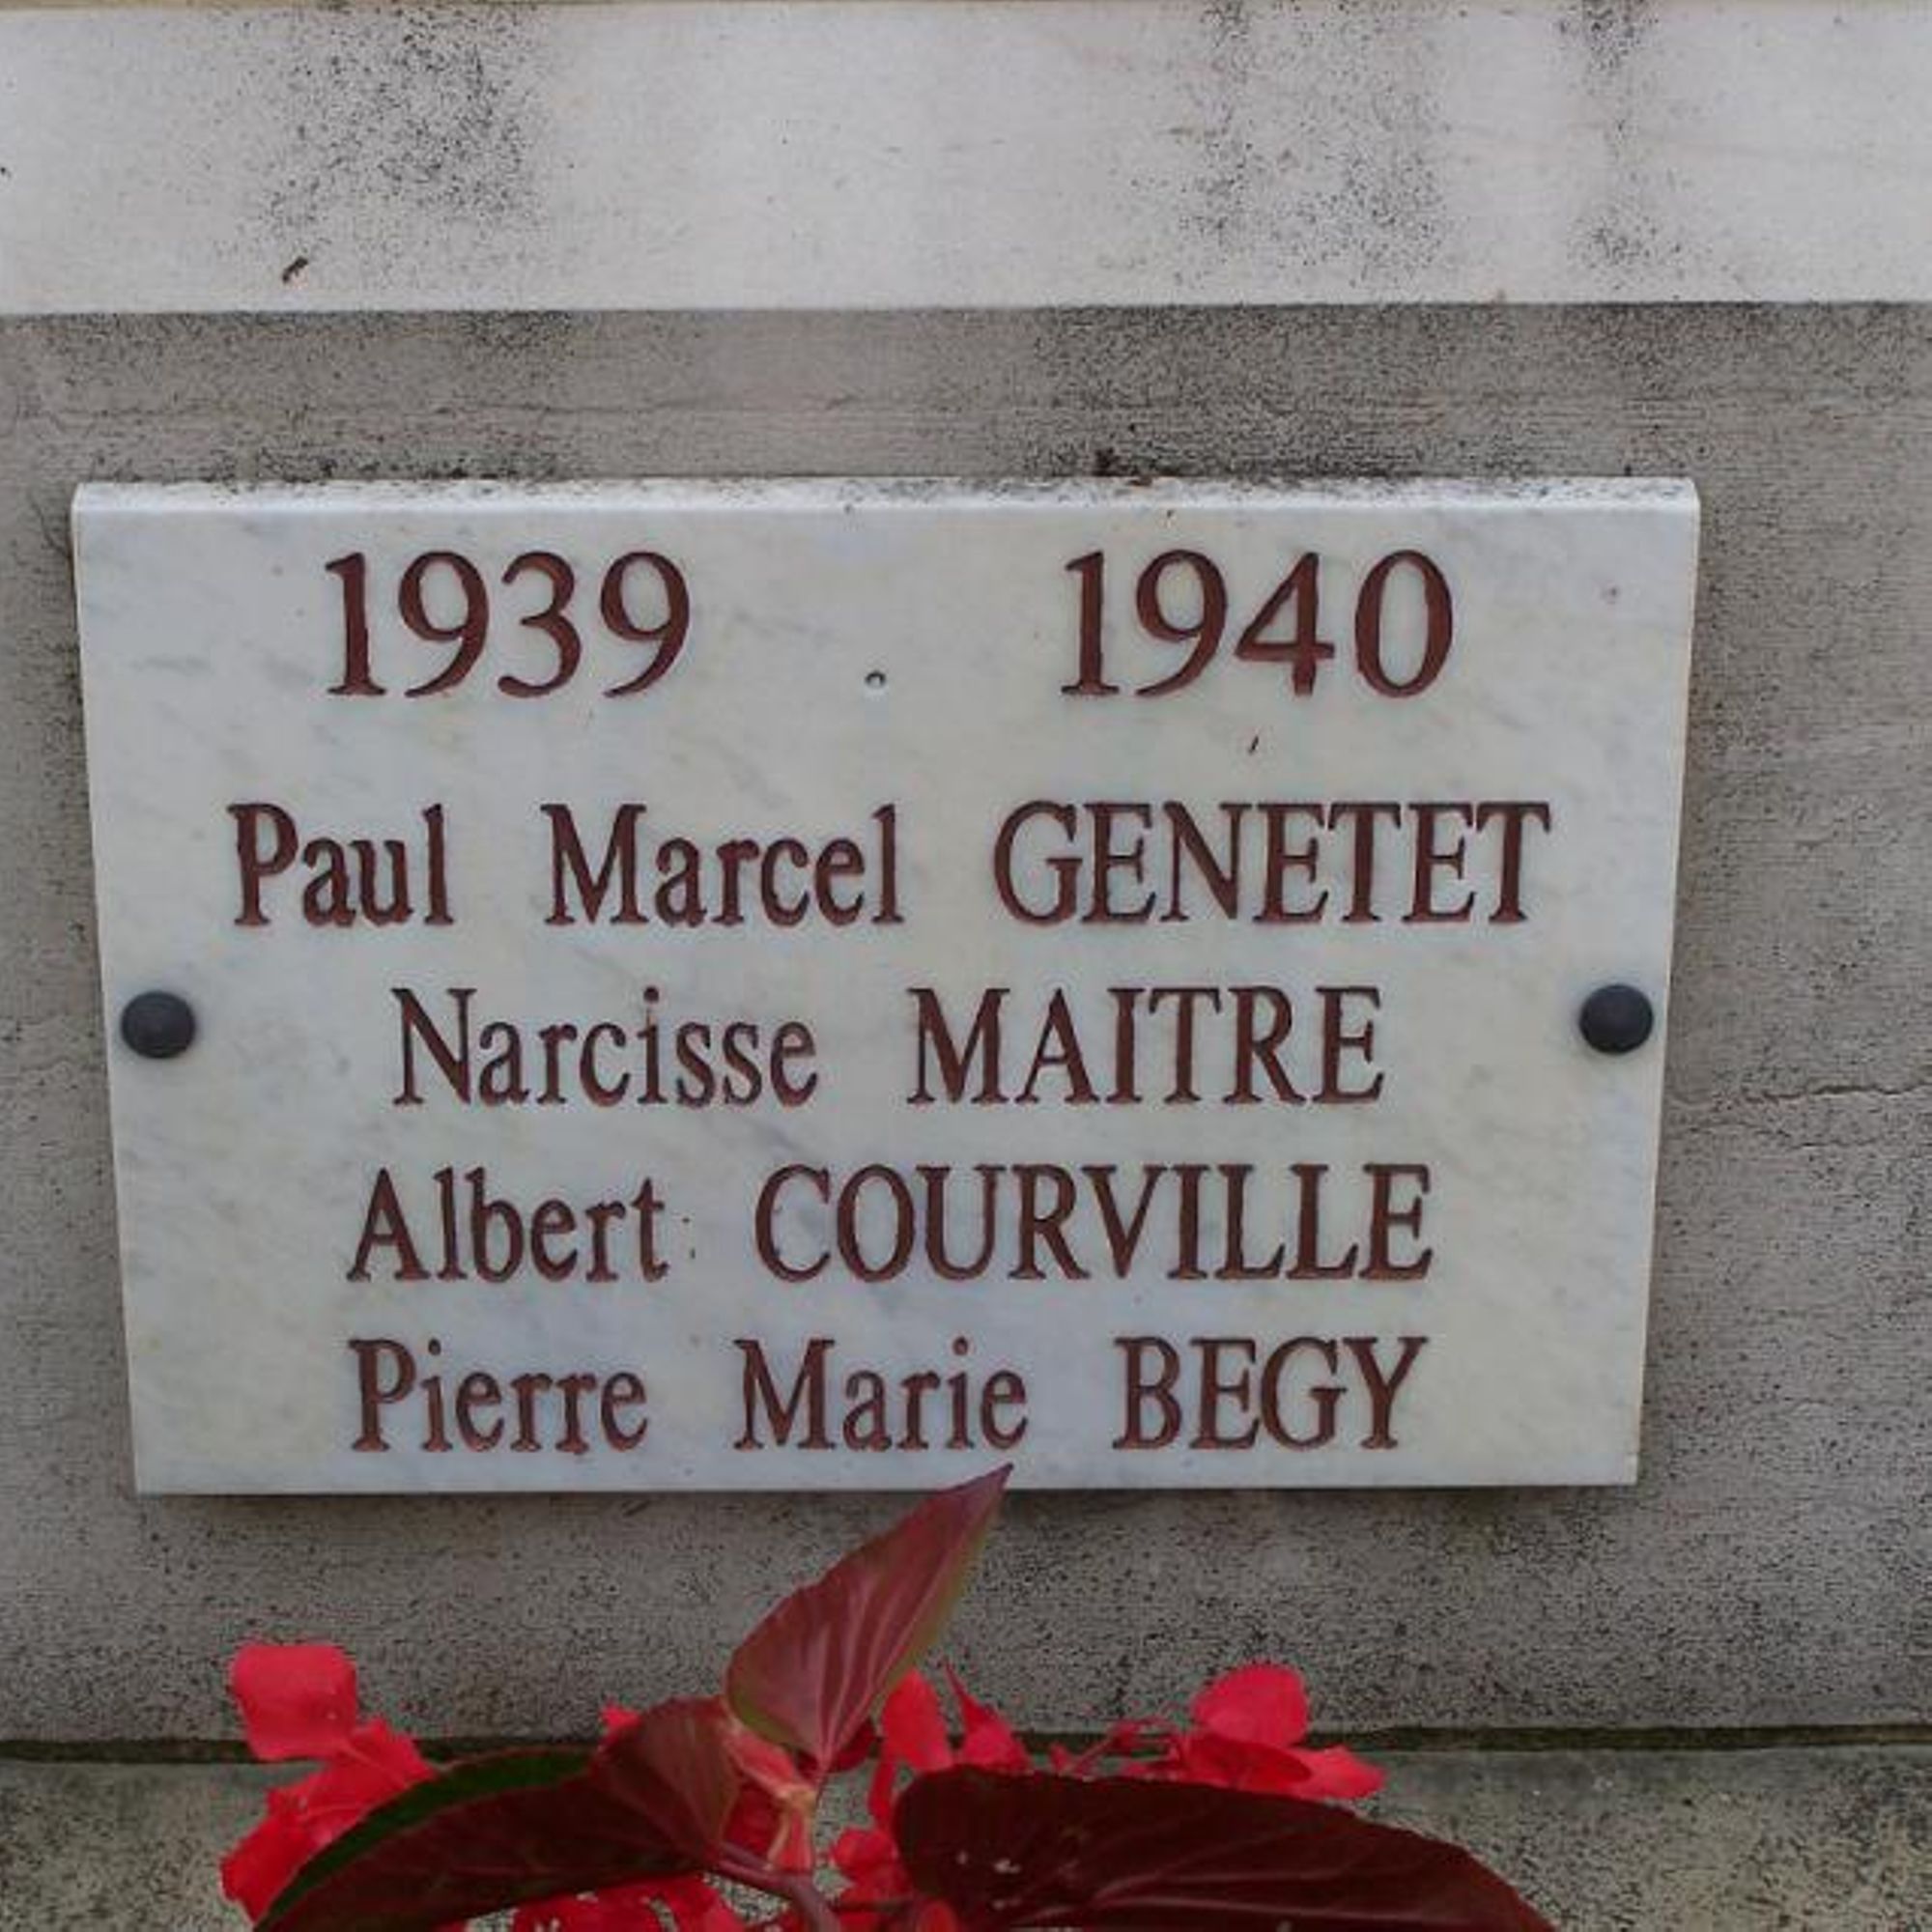 1939 1940
Paul Marcel GENETET
Narcisse MAITRE
Albert COURVILLE
Pierre Marie BEGY